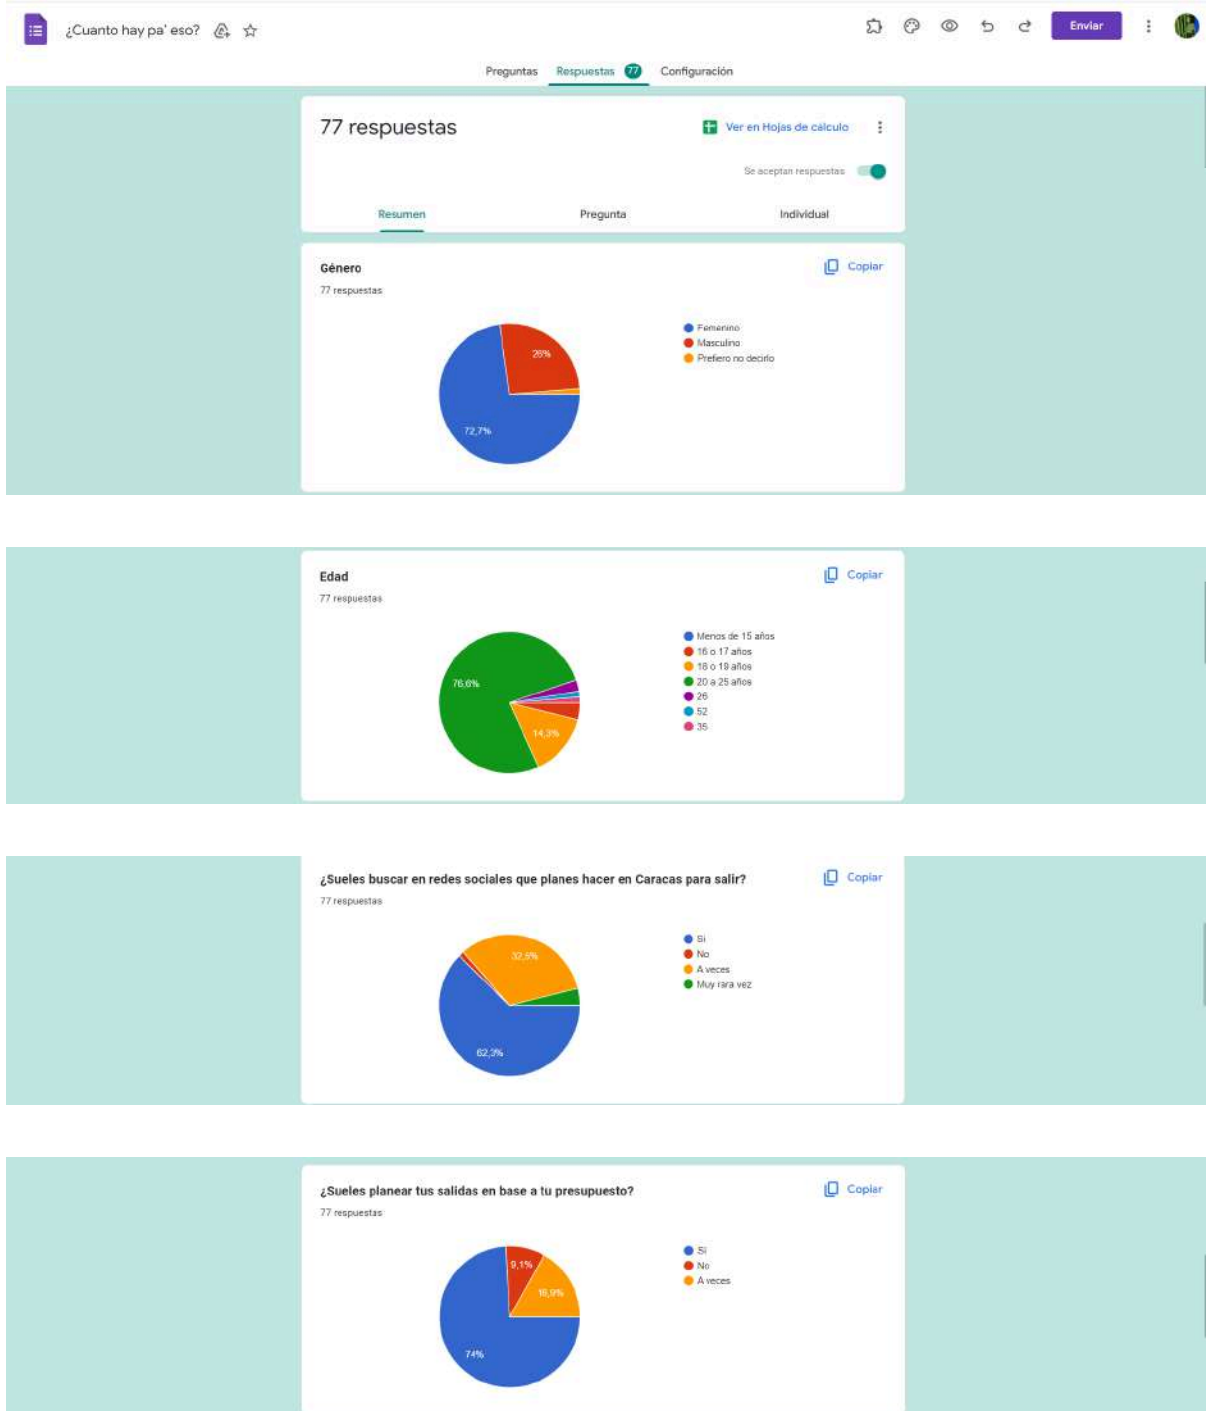 ¿Cuanto hay pa' eso?
Enviar
Preguntas Respuestas 77 Configuración
77 respuestas
Ver en Hojas de cálculo
Se aceptan respuestas
Resumen Pregunta Individual
Género
Copiar
77 respuestas
Femenino
Masculino
Prefiero no decirlo
26%
72,7%
Edad
Copiar
77 respuestas
Menos de 15 años
16 o 17 años
18 o 19 años
20 a 25 años
26
52
35
76,6%
14,3%
¿Sueles buscar en redes sociales que planes hacer en Caracas para salir?
Copiar
77 respuestas
Si
No
A veces
Muy rara vez
32,5%
62,3%
¿Sueles planear tus salidas en base a tu presupuesto?
Copiar
77 respuestas
Si
No
A veces
9,1%
16,9%
74%